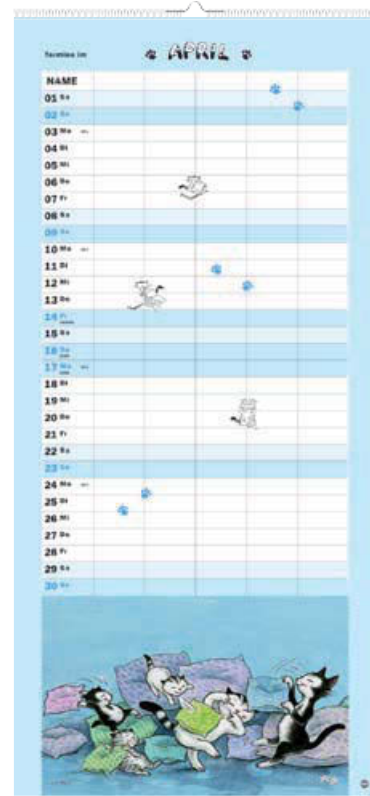 Termine im
APRIL
NAME
01 Sa
02 So
03 Mo
04 Di
05 Mi
06 Do
07 Fr
08 Sa
09 So
10 Mo
11 Di
12 Mi
13 Do
14 Fr
15 Sa
16 So
17 Mo
18 Di
19 Mi
20 Do
21 Fr
22 Sa
23 So
24 Mo
25 Di
26 Mi
27 Do
28 Fr
29 Sa
30 So